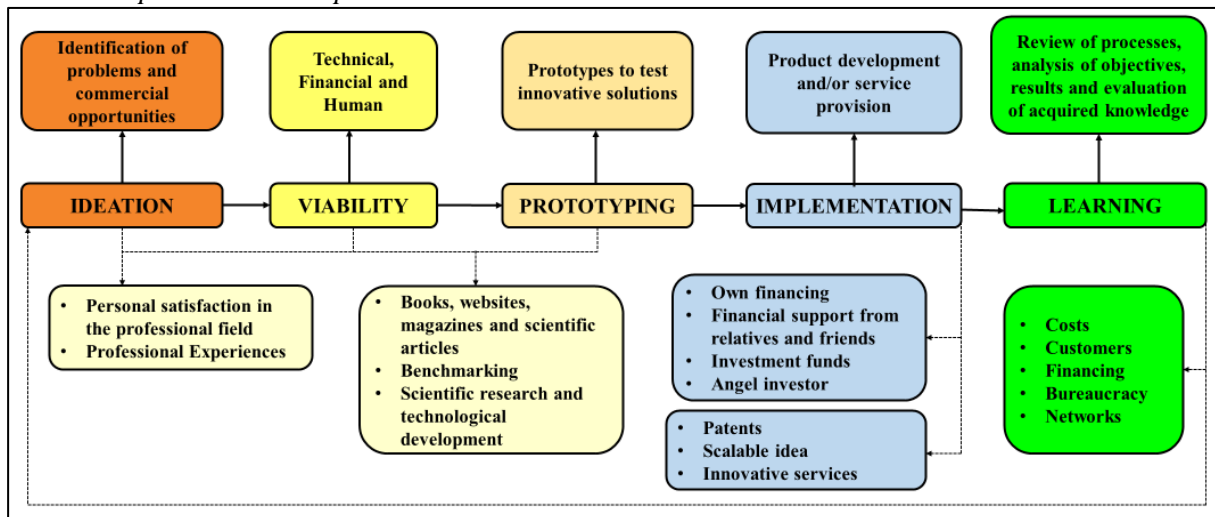 Identification of
problems and
commercial
opportunities
Technical,
Financial and
Human
Prototypes to test
innovative solutions
Product development
and/or service
provision
Review of processes,
analysis of objectives,
results and evaluation
of acquired knowledge
IDEATION
VIABILITY
PROTOTYPING
IMPLEMENTATION
LEARNING
• Personal satisfaction in
the professional field
• Professional Experiences
• Books, websites,
magazines and scientific
articles
• Benchmarking
• Scientific research and
technological
development
• Own financing
• Financial support from
relatives and friends
• Investment funds
• Angel investor
• Patents
• Scalable idea
• Innovative services
• Costs
• Customers
• Financing
• Bureaucracy
• Networks